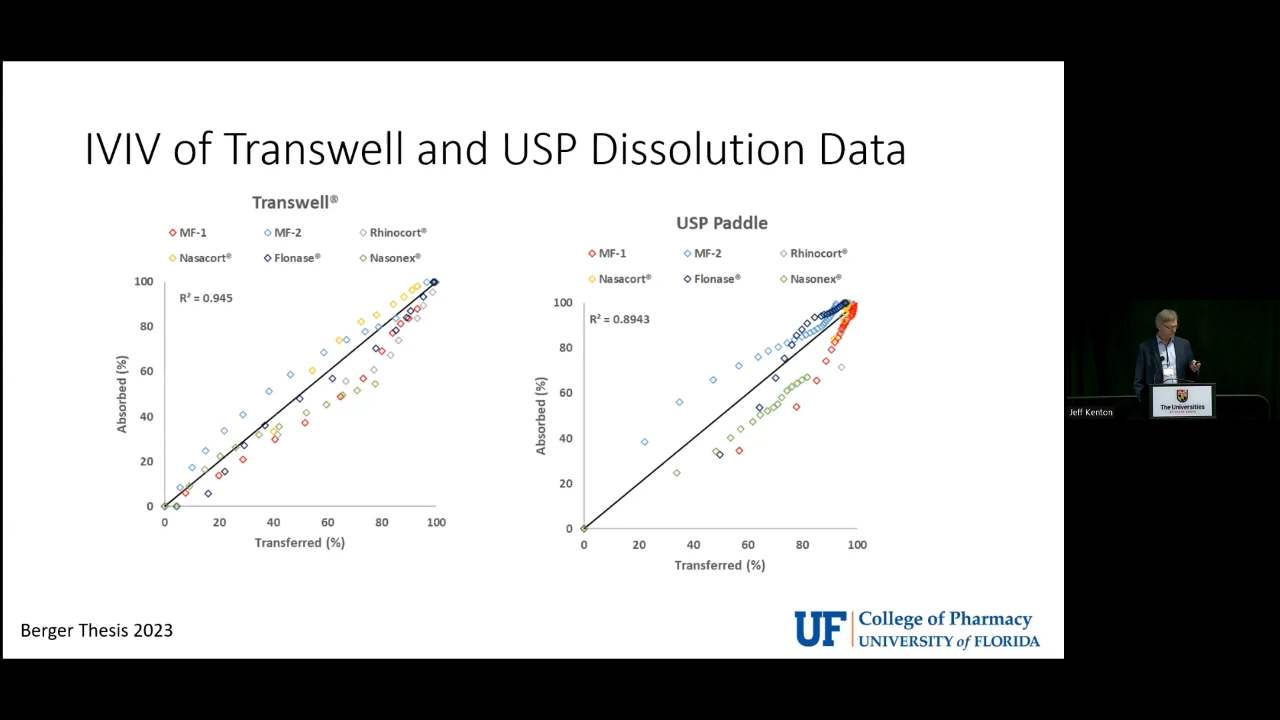 IVIV of Transwell and USP Dissolution Data
Transwell®
MF-1 MF-2 Rhinocort®
Nasacort® Flonase® Nasonex®
R² = 0.945
100
80
60
40
20
0
Absorbed (%)
0 20 40 60 80 100
Transferred (%)
USP Paddle
MF-1 MF-2 Rhinocort®
Nasacort® Flonase® Nasonex®
R² = 0.8943
100
80
60
40
20
0
Absorbed (%)
0 20 40 60 80 100
Transferred (%)
Berger Thesis 2023
UF College of Pharmacy
UNIVERSITY of FLORIDA
Jeff Kenton
The Universities